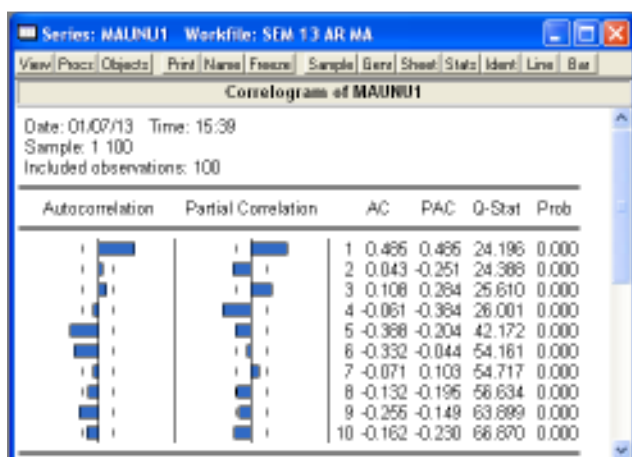 Series: MAUNU1 Workfile: SEM 13 AR MA
View Procs Objects Print Name Freeze Sample Genr Sheet Stats Ident Line Bar
Correlogram of MAUNU1
Date: 01/07/13 Time: 15:39
Sample: 1 100
Included observations: 100
Autocorrelation Partial Correlation AC PAC Q-Stat Prob
1 0.485 0.485 24.196 0.000
2 0.043 -0.251 24.388 0.000
3 0.108 0.284 25.610 0.000
4 -0.061 -0.384 26.001 0.000
5 -0.388 -0.204 42.172 0.000
6 -0.332 -0.044 54.161 0.000
7 -0.071 0.103 54.717 0.000
8 -0.132 -0.195 56.634 0.000
9 -0.255 -0.149 63.899 0.000
10 -0.162 -0.230 66.870 0.000